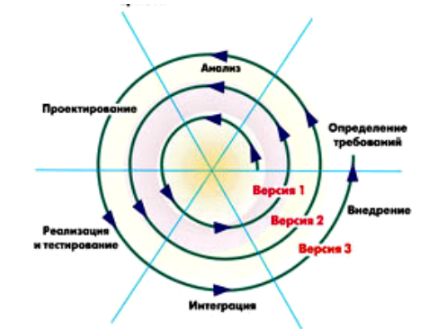 Анализ
Проектирование
Определение
требований
Версия 1
Внедрение
Версия 2
Реализация
и тестирование
Версия 3
Интеграция